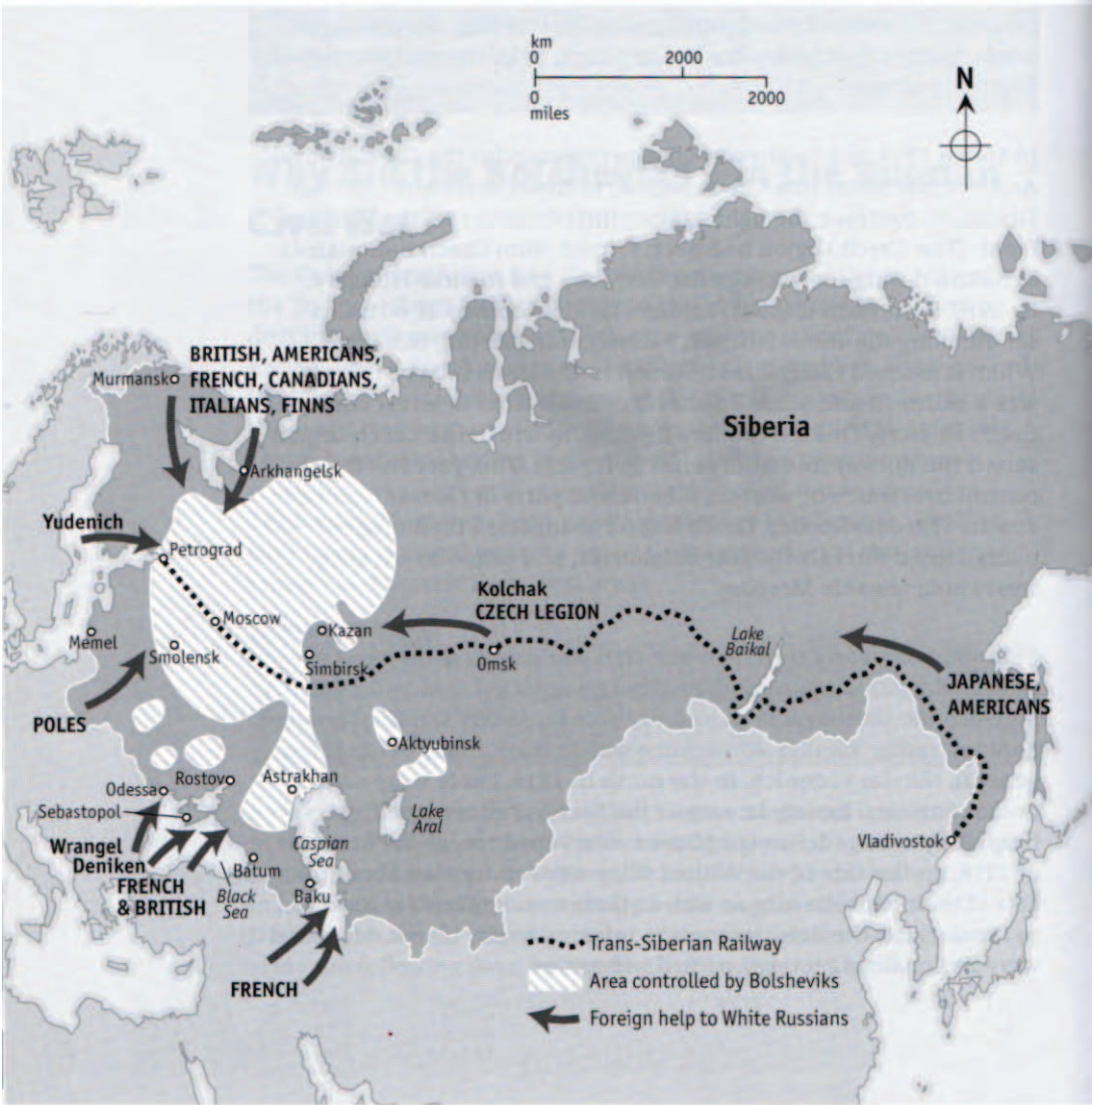 km
0 2000
0 2000
miles
N
BRITISH, AMERICANS,
FRENCH, CANADIANS,
ITALIANS, FINNS
Murmansk
Siberia
Arkhangelsk
Yudenich
Petrograd
Kolchak
CZECH LEGION
Moscow
Kazan
Memel
Smolensk
Simbirsk
Omsk
Lake
Baikal
JAPANESE,
AMERICANS
POLES
Aktyubinsk
Rostov
Astrakhan
Odessa
Sebastopol
Lake
Aral
Vladivostok
Wrangel
Deniken
FRENCH
& BRITISH
Caspian
Sea
Batum
Black
Sea
Baku
FRENCH
Trans-Siberian Railway
Area controlled by Bolsheviks
Foreign help to White Russians